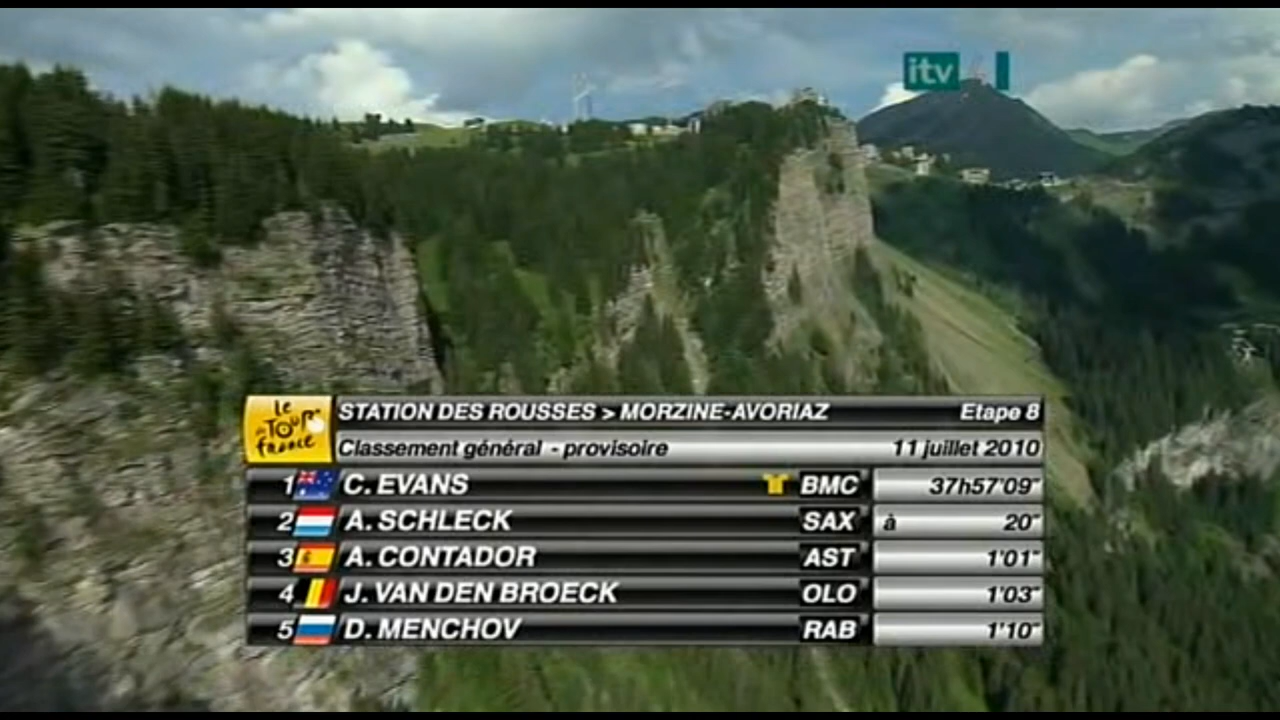 itv 1
le TOUR de france
STATION DES ROUSSES > MORZINE-AVORIAZ Etape 8
Classement général - provisoire 11 juillet 2010
1 C. EVANS BMC 37h57'09"
2 A. SCHLECK SAX à 20"
3 A. CONTADOR AST 1'01"
4 J. VAN DEN BROECK OLO 1'03"
5 D. MENCHOV RAB 1'10"